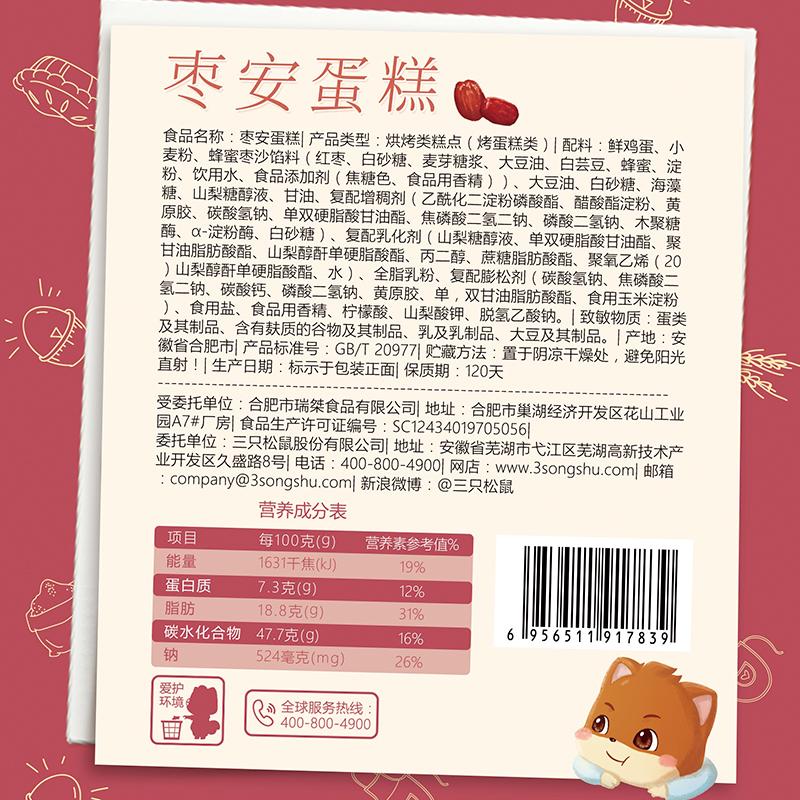 枣安蛋糕
食品名称：枣安蛋糕| 产品类型：烘烤类糕点（烤蛋糕类）| 配料：鲜鸡蛋、小
麦粉、蜂蜜枣沙馅料（红枣、白砂糖、麦芽糖浆、大豆油、白芸豆、蜂蜜、淀
粉、饮用水、食品添加剂（焦糖色、食品用香精））、大豆油、白砂糖、海藻
糖、山梨糖醇液、甘油、复配增稠剂（乙酰化二淀粉磷酸酯、醋酸酯淀粉、黄
原胶、碳酸氢钠、单双硬脂酸甘油酯、焦磷酸二氢二钠、磷酸二氢钠、木聚糖
酶、α-淀粉酶、白砂糖）、复配乳化剂（山梨糖醇液、单双硬脂酸甘油酯、聚
甘油脂肪酸酯、山梨醇酐单硬脂酸酯、丙二醇、蔗糖脂肪酸酯、聚氧乙烯（20
）山梨醇酐单硬脂酸酯、水）、全脂乳粉、复配膨松剂（碳酸氢钠、焦磷酸二
氢二钠、碳酸钙、磷酸二氢钠、黄原胶、单，双甘油脂肪酸酯、食用玉米淀粉
）、食用盐、食品用香精、柠檬酸、山梨酸钾、脱氢乙酸钠。| 致敏物质：蛋类
及其制品、含有麸质的谷物及其制品、乳及乳制品、大豆及其制品。| 产地：安
徽省合肥市| 产品标准号：GB/T 20977| 贮藏方法：置于阴凉干燥处，避免阳光
直射！| 生产日期：标示于包装正面| 保质期：120天
受委托单位：合肥市瑞桀食品有限公司| 地址：合肥市巢湖经济开发区花山工业
园A7#厂房| 食品生产许可证编号：SC12434019705056|
委托单位：三只松鼠股份有限公司| 地址：安徽省芜湖市弋江区芜湖高新技术产
业开发区久盛路8号| 电话：400-800-4900| 网店：www.3songshu.com| 邮箱
：company@3songshu.com| 新浪微博：@三只松鼠
营养成分表
项目 每100克(g) 营养素参考值%
能量 1631千焦(kJ) 19%
蛋白质 7.3克(g) 12%
脂肪 18.8克(g) 31%
碳水化合物 47.7克(g) 16%
钠 524毫克(mg) 26%
6 956511 917839
爱护
环境
全球服务热线：
400-800-4900